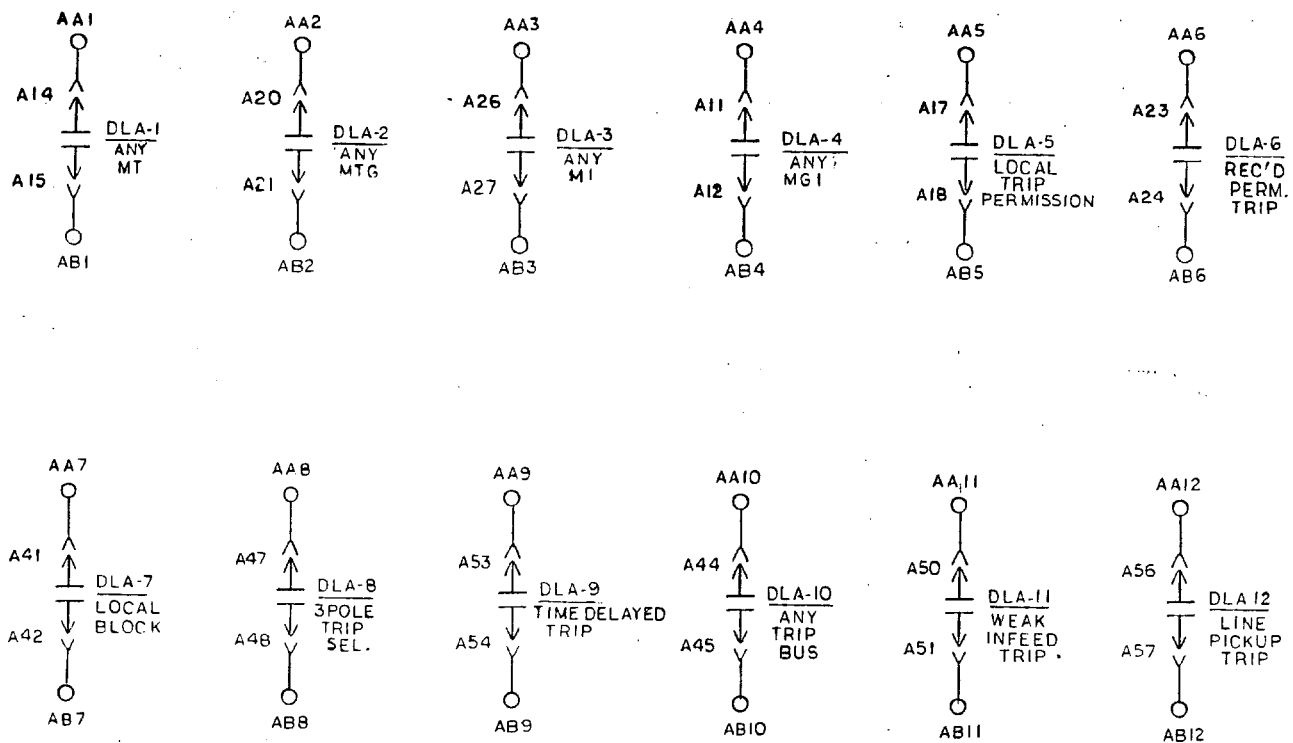 AA1
A14
DLA-1
ANY
MT
A15
AB1
AA2
A20
DLA-2
ANY
MTG
A21
AB2
AA3
A26
DLA-3
ANY
M1
A27
AB3
AA4
A11
DLA-4
ANY
MG1
A12
AB4
AA5
A17
DLA-5
LOCAL
TRIP
PERMISSION
A18
AB5
AA6
A23
DLA-6
REC'D
PERM.
TRIP
A24
AB6
AA7
A41
DLA-7
LOCAL
BLOCK
A42
AB7
AA8
A47
DLA-8
3POLE
TRIP
SEL.
A48
AB8
AA9
A53
DLA-9
TIME DELAYED
TRIP
A54
AB9
AA10
A44
DLA-10
ANY
TRIP
BUS
A45
AB10
AA11
A50
DLA-11
WEAK
INFEED
TRIP.
A51
AB11
AA12
A56
DLA 12
LINE
PICKUP
TRIP
A57
AB12